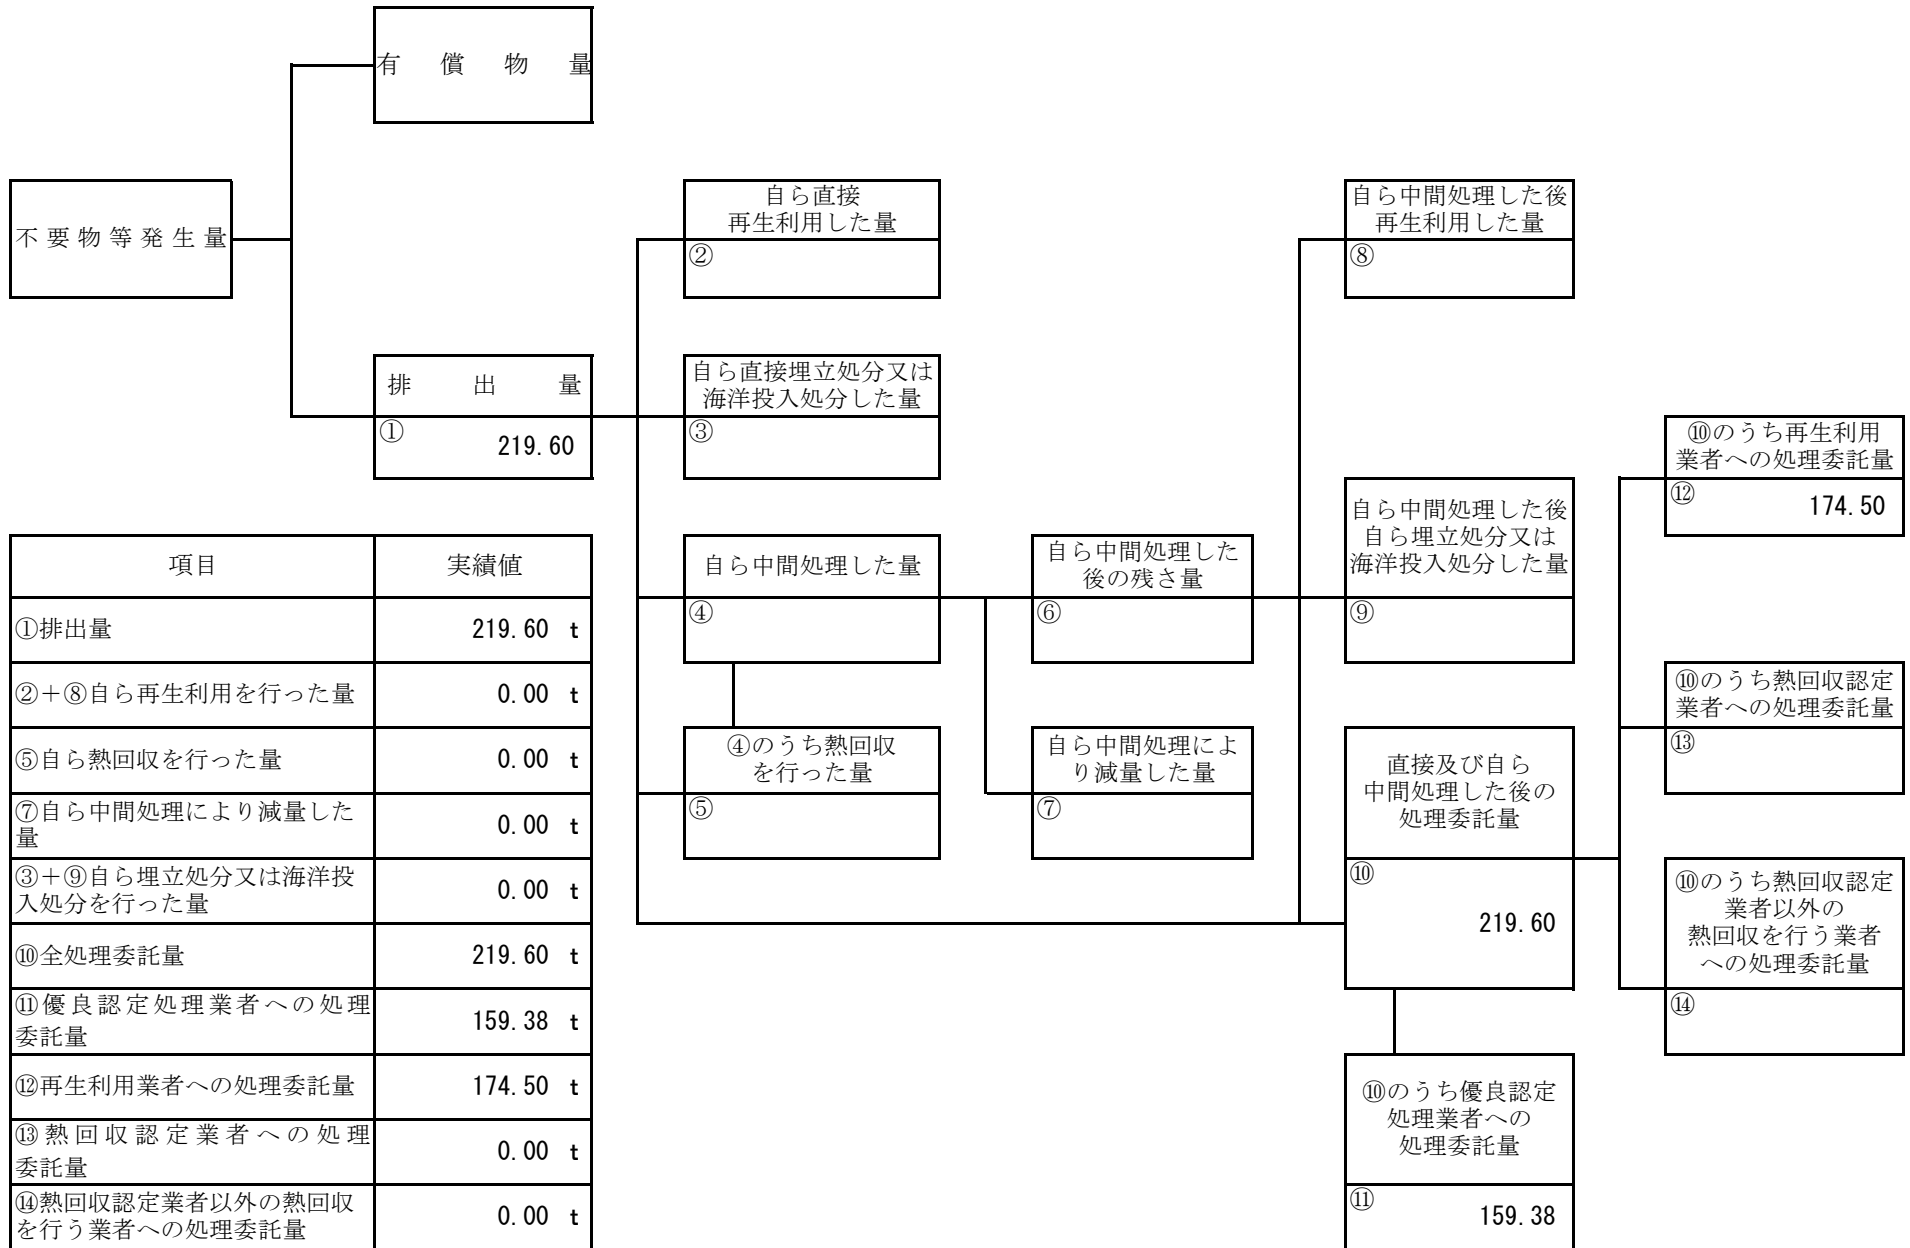 有償物量
不要物等発生量
自ら直接
再生利用した量
②
自ら中間処理した後
再生利用した量
⑧
排出量
①
219.60
自ら直接埋立処分又は
海洋投入処分した量
③
⑩のうち再生利用
業者への処理委託量
⑫
174.50
自ら中間処理した量
④
自ら中間処理した
後の残さ量
⑥
自ら中間処理した後
自ら埋立処分又は
海洋投入処分した量
⑨
④のうち熱回収
を行った量
⑤
自ら中間処理によ
り減量した量
⑦
直接及び自ら
中間処理した後の
処理委託量
⑩
219.60
⑩のうち熱回収認定
業者への処理委託量
⑬
⑩のうち熱回収認定
業者以外の
熱回収を行う業者
への処理委託量
⑭
⑩のうち優良認定
処理業者への
処理委託量
⑪
159.38
項目 実績値
①排出量 219.60 t
②+⑧自ら再生利用を行った量 0.00 t
⑤自ら熱回収を行った量 0.00 t
⑦自ら中間処理により減量した
量 0.00 t
③+⑨自ら埋立処分又は海洋投
入処分を行った量 0.00 t
⑩全処理委託量 219.60 t
⑪優良認定処理業者への処理
委託量 159.38 t
⑫再生利用業者への処理委託量 174.50 t
⑬熱回収認定業者への処理
委託量 0.00 t
⑭熱回収認定業者以外の熱回収
を行う業者への処理委託量 0.00 t